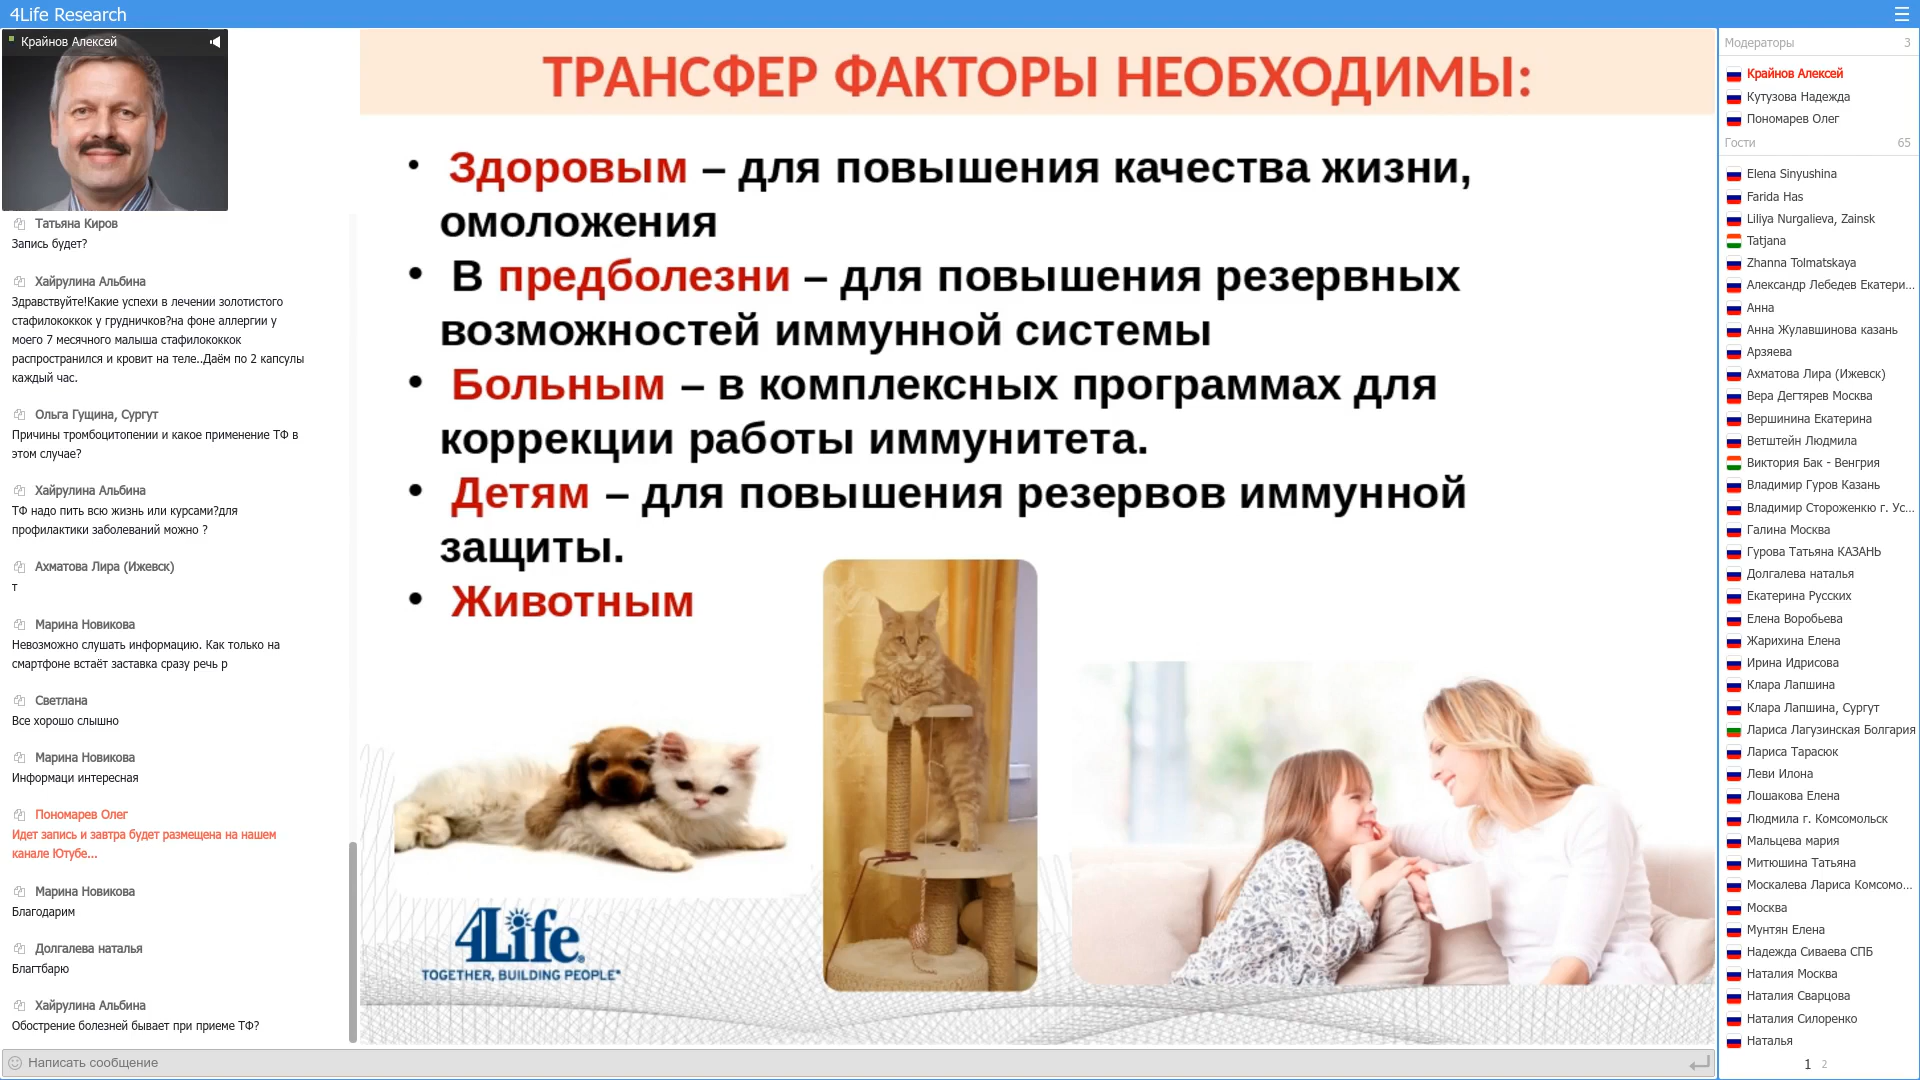 4Life Research
Крайнов Алексей
Татьяна Киров
Запись будет?
Хайрулина Альбина
Здравствуйте!Какие успехи в лечении золотистого
стафилококкок у грудничков?на фоне аллергии у
моего 7 месячного малыша стафилококкок
распространился и кровит на теле..Даём по 2 капсулы
каждый час.
Ольга Гущина, Сургут
Причины тромбоцитопении и какое применение ТФ в
этом случае?
Хайрулина Альбина
ТФ надо пить всю жизнь или курсами?для
профилактики заболеваний можно ?
Ахматова Лира (Ижевск)
т
Марина Новикова
Невозможно слушать информацию. Как только на
смартфоне встаёт заставка сразу речь р
Светлана
Все хорошо слышно
Марина Новикова
Информаци интересная
Пономарев Олег
Идет запись и завтра будет размещена на нашем
канале Ютубе...
Марина Новикова
Благодарим
Долгалева наталья
Благтбарю
Хайрулина Альбина
Обострение болезней бывает при приеме ТФ?
Написать сообщение
ТРАНСФЕР ФАКТОРЫ НЕОБХОДИМЫ:
• Здоровым – для повышения качества жизни,
омоложения
• В предболезни – для повышения резервных
возможностей иммунной системы
• Больным – в комплексных программах для
коррекции работы иммунитета.
• Детям – для повышения резервов иммунной
защиты.
• Животным
4Life®
TOGETHER, BUILDING PEOPLE®
Модераторы 3
Крайнов Алексей
Кутузова Надежда
Пономарев Олег
Гости 65
Elena Sinyushina
Farida Has
Liliya Nurgalieva, Zainsk
Tatjana
Zhanna Tolmatskaya
Александр Лебедев Екатери...
Анна
Анна Жулавшинова казань
Арзяева
Ахматова Лира (Ижевск)
Вера Дегтярев Москва
Вершинина Екатерина
Ветштейн Людмила
Виктория Бак - Венгрия
Владимир Гуров Казань
Владимир Стороженкю г. Ус...
Галина Москва
Гурова Татьяна КАЗАНЬ
Долгалева наталья
Екатерина Русских
Елена Воробьева
Жарихина Елена
Ирина Идрисова
Клара Лапшина
Клара Лапшина, Сургут
Лариса Лагузинская Болгария
Лариса Тарасюк
Леви Илона
Лошакова Елена
Людмила г. Комсомольск
Мальцева мария
Митюшина Татьяна
Москалева Лариса Комсомо...
Москва
Мунтян Елена
Надежда Сиваева СПБ
Наталия Москва
Наталия Сварцова
Наталия Силоренко
Наталья
1 2